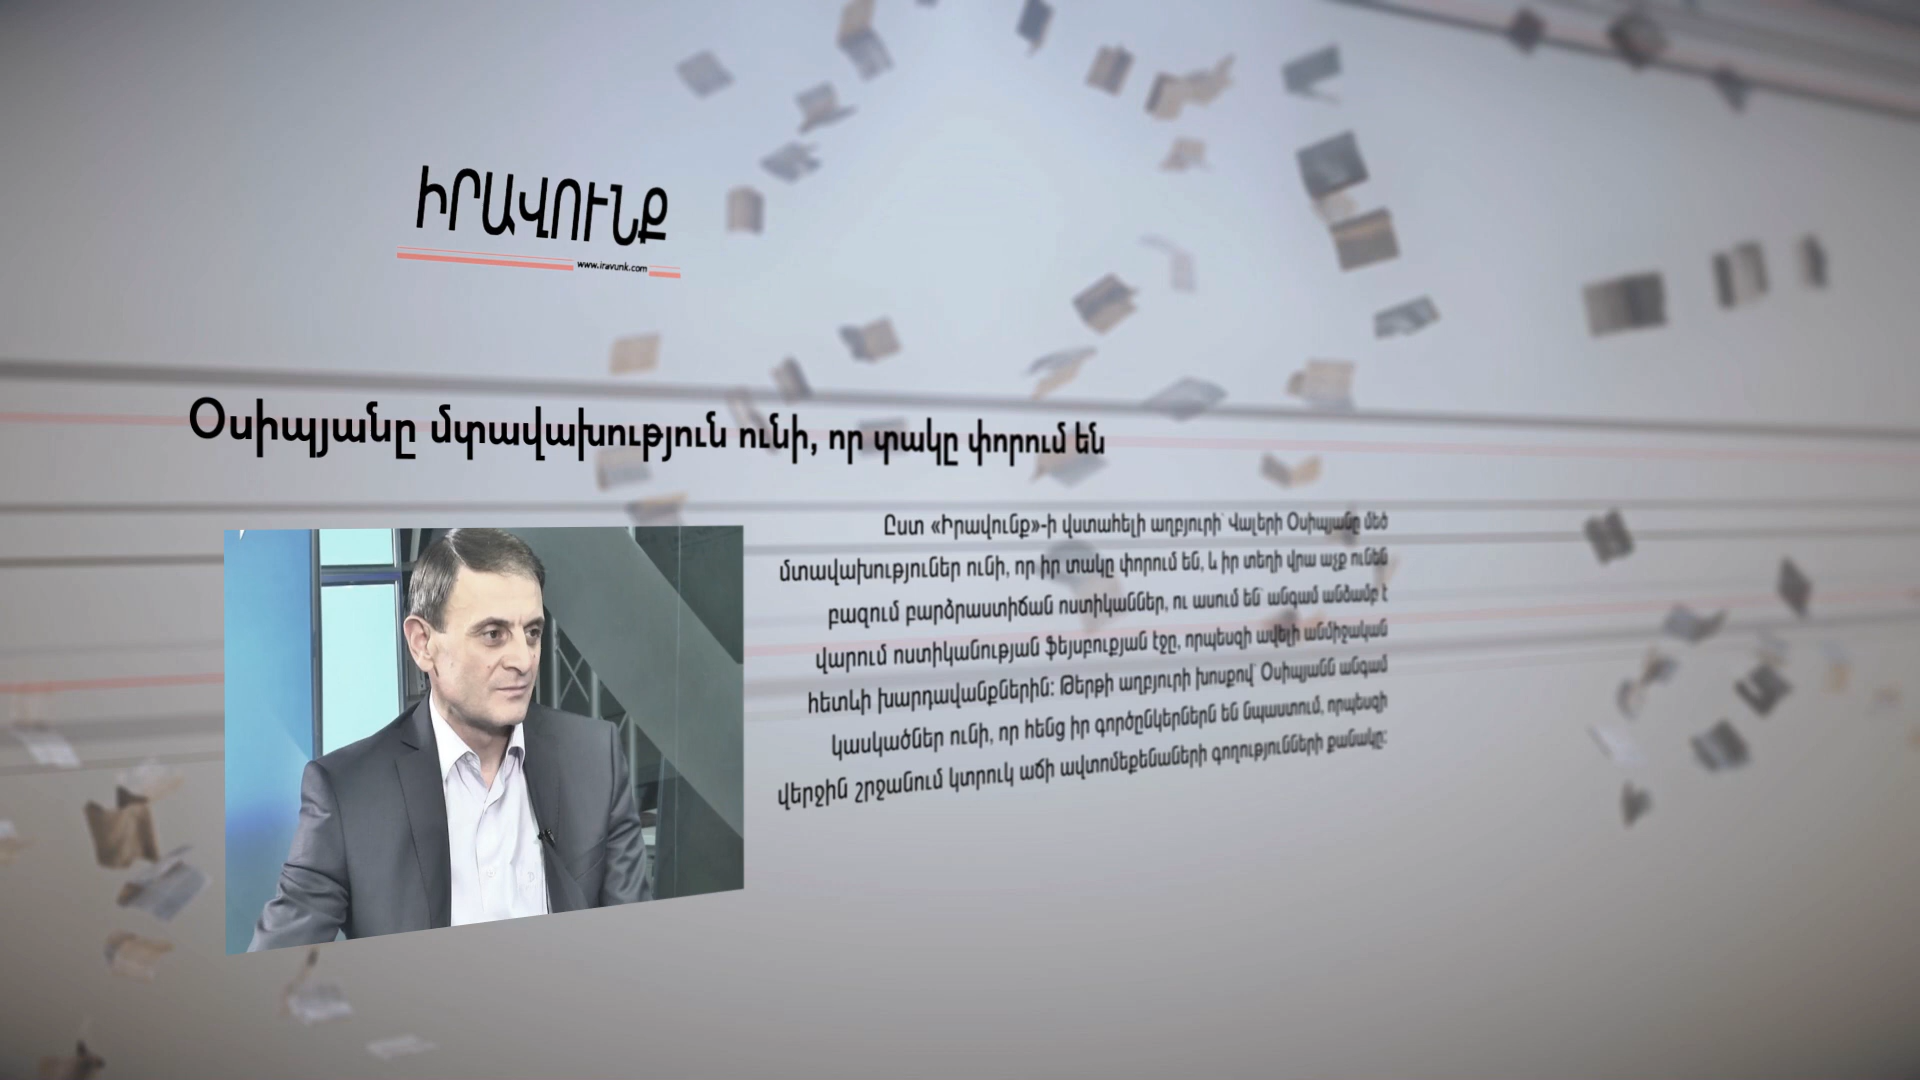 ԻՐԱՎՈՒՆՔ
www.iravunk.com
Օսիպյանը մտավախություն ունի, որ տակը փորում են
Ըստ «Իրավունք»-ի վստահելի աղբյուրի՝ Վալերի Օսիպյանը մեծ
մտավախություններ ունի, որ իր տակը փորում են, և իր տեղի վրա աչք ունեն
բազում բարձրաստիճան ոստիկաններ, ու ասում են՝ անգամ անձամբ է
վարում ոստիկանության ֆեյսբուքյան էջը, որպեսզի ավելի անմիջական
հետևի խարդավանքներին: Թերթի աղբյուրի խոսքով՝ Օսիպյանն անգամ
կասկածներ ունի, որ հենց իր գործընկերներն են նպաստում, որպեսզի
վերջին շրջանում կտրուկ աճի ավտոմեքենաների գողությունների քանակը: